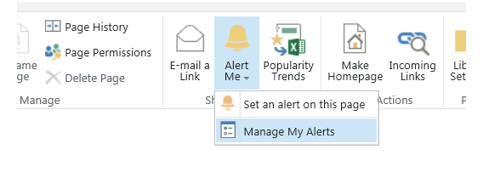 Page History
Page Permissions
Delete Page
ame
ge
Manage
E-mail a
Link
Alert
Me
Popularity
Trends
Make
Homepage
Incoming
Links
Lib
Set
Sh
Actions
P
Set an alert on this page
Manage My Alerts